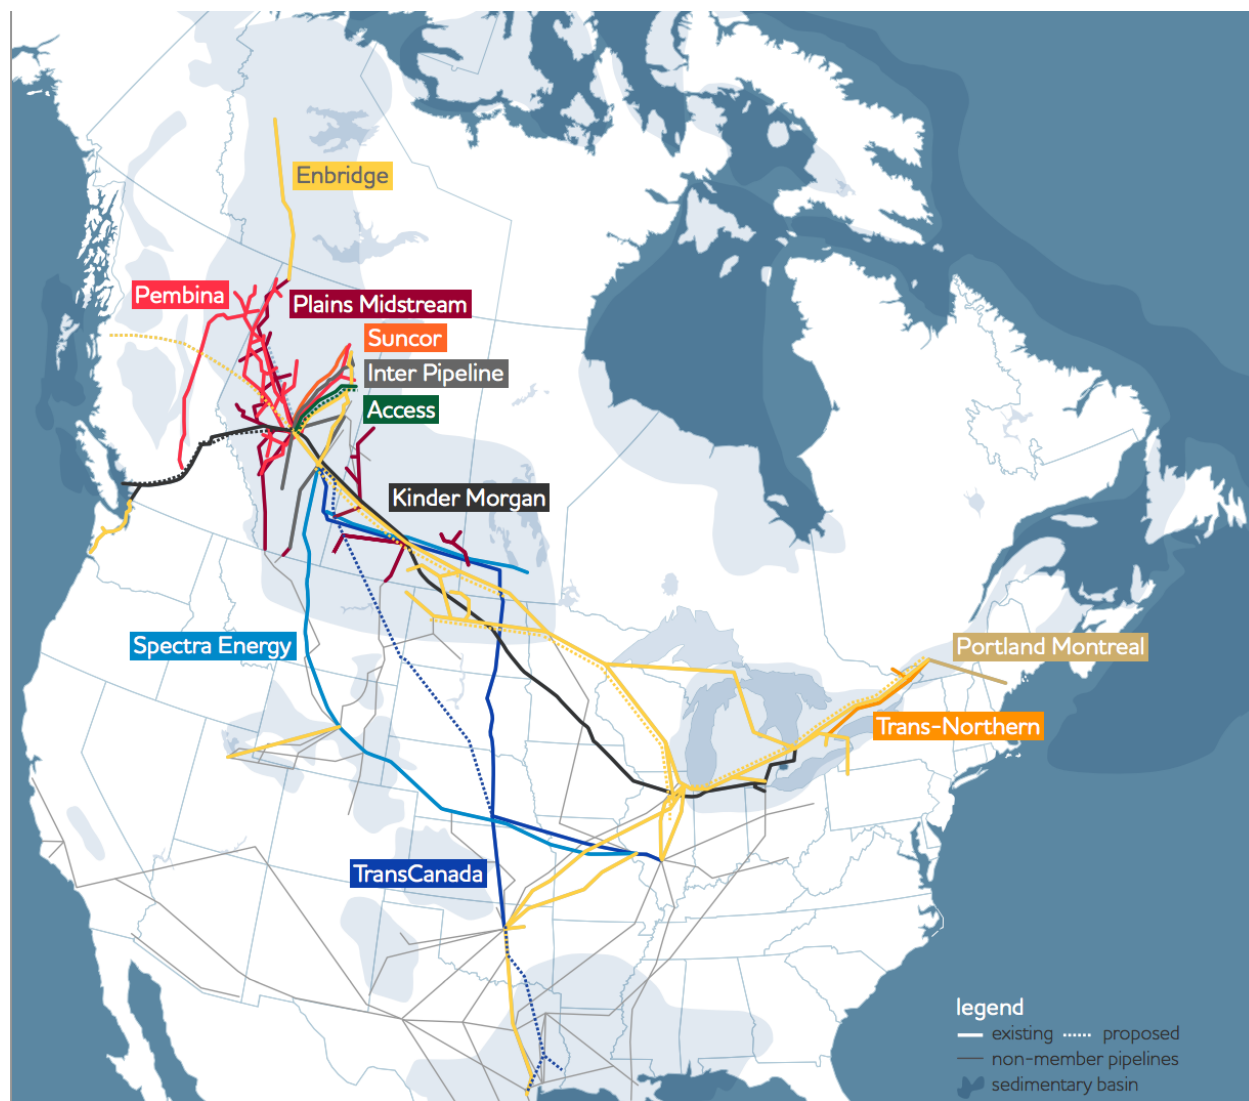 Enbridge
Pembina
Plains Midstream
Sucor
Inter Pipeline
Access
Kinder Morgan
Spectra Energy
Portland Montreal
Trans-Northern
TransCanada
legend
existing
proposed
non-member pipelines
sedimentary basin